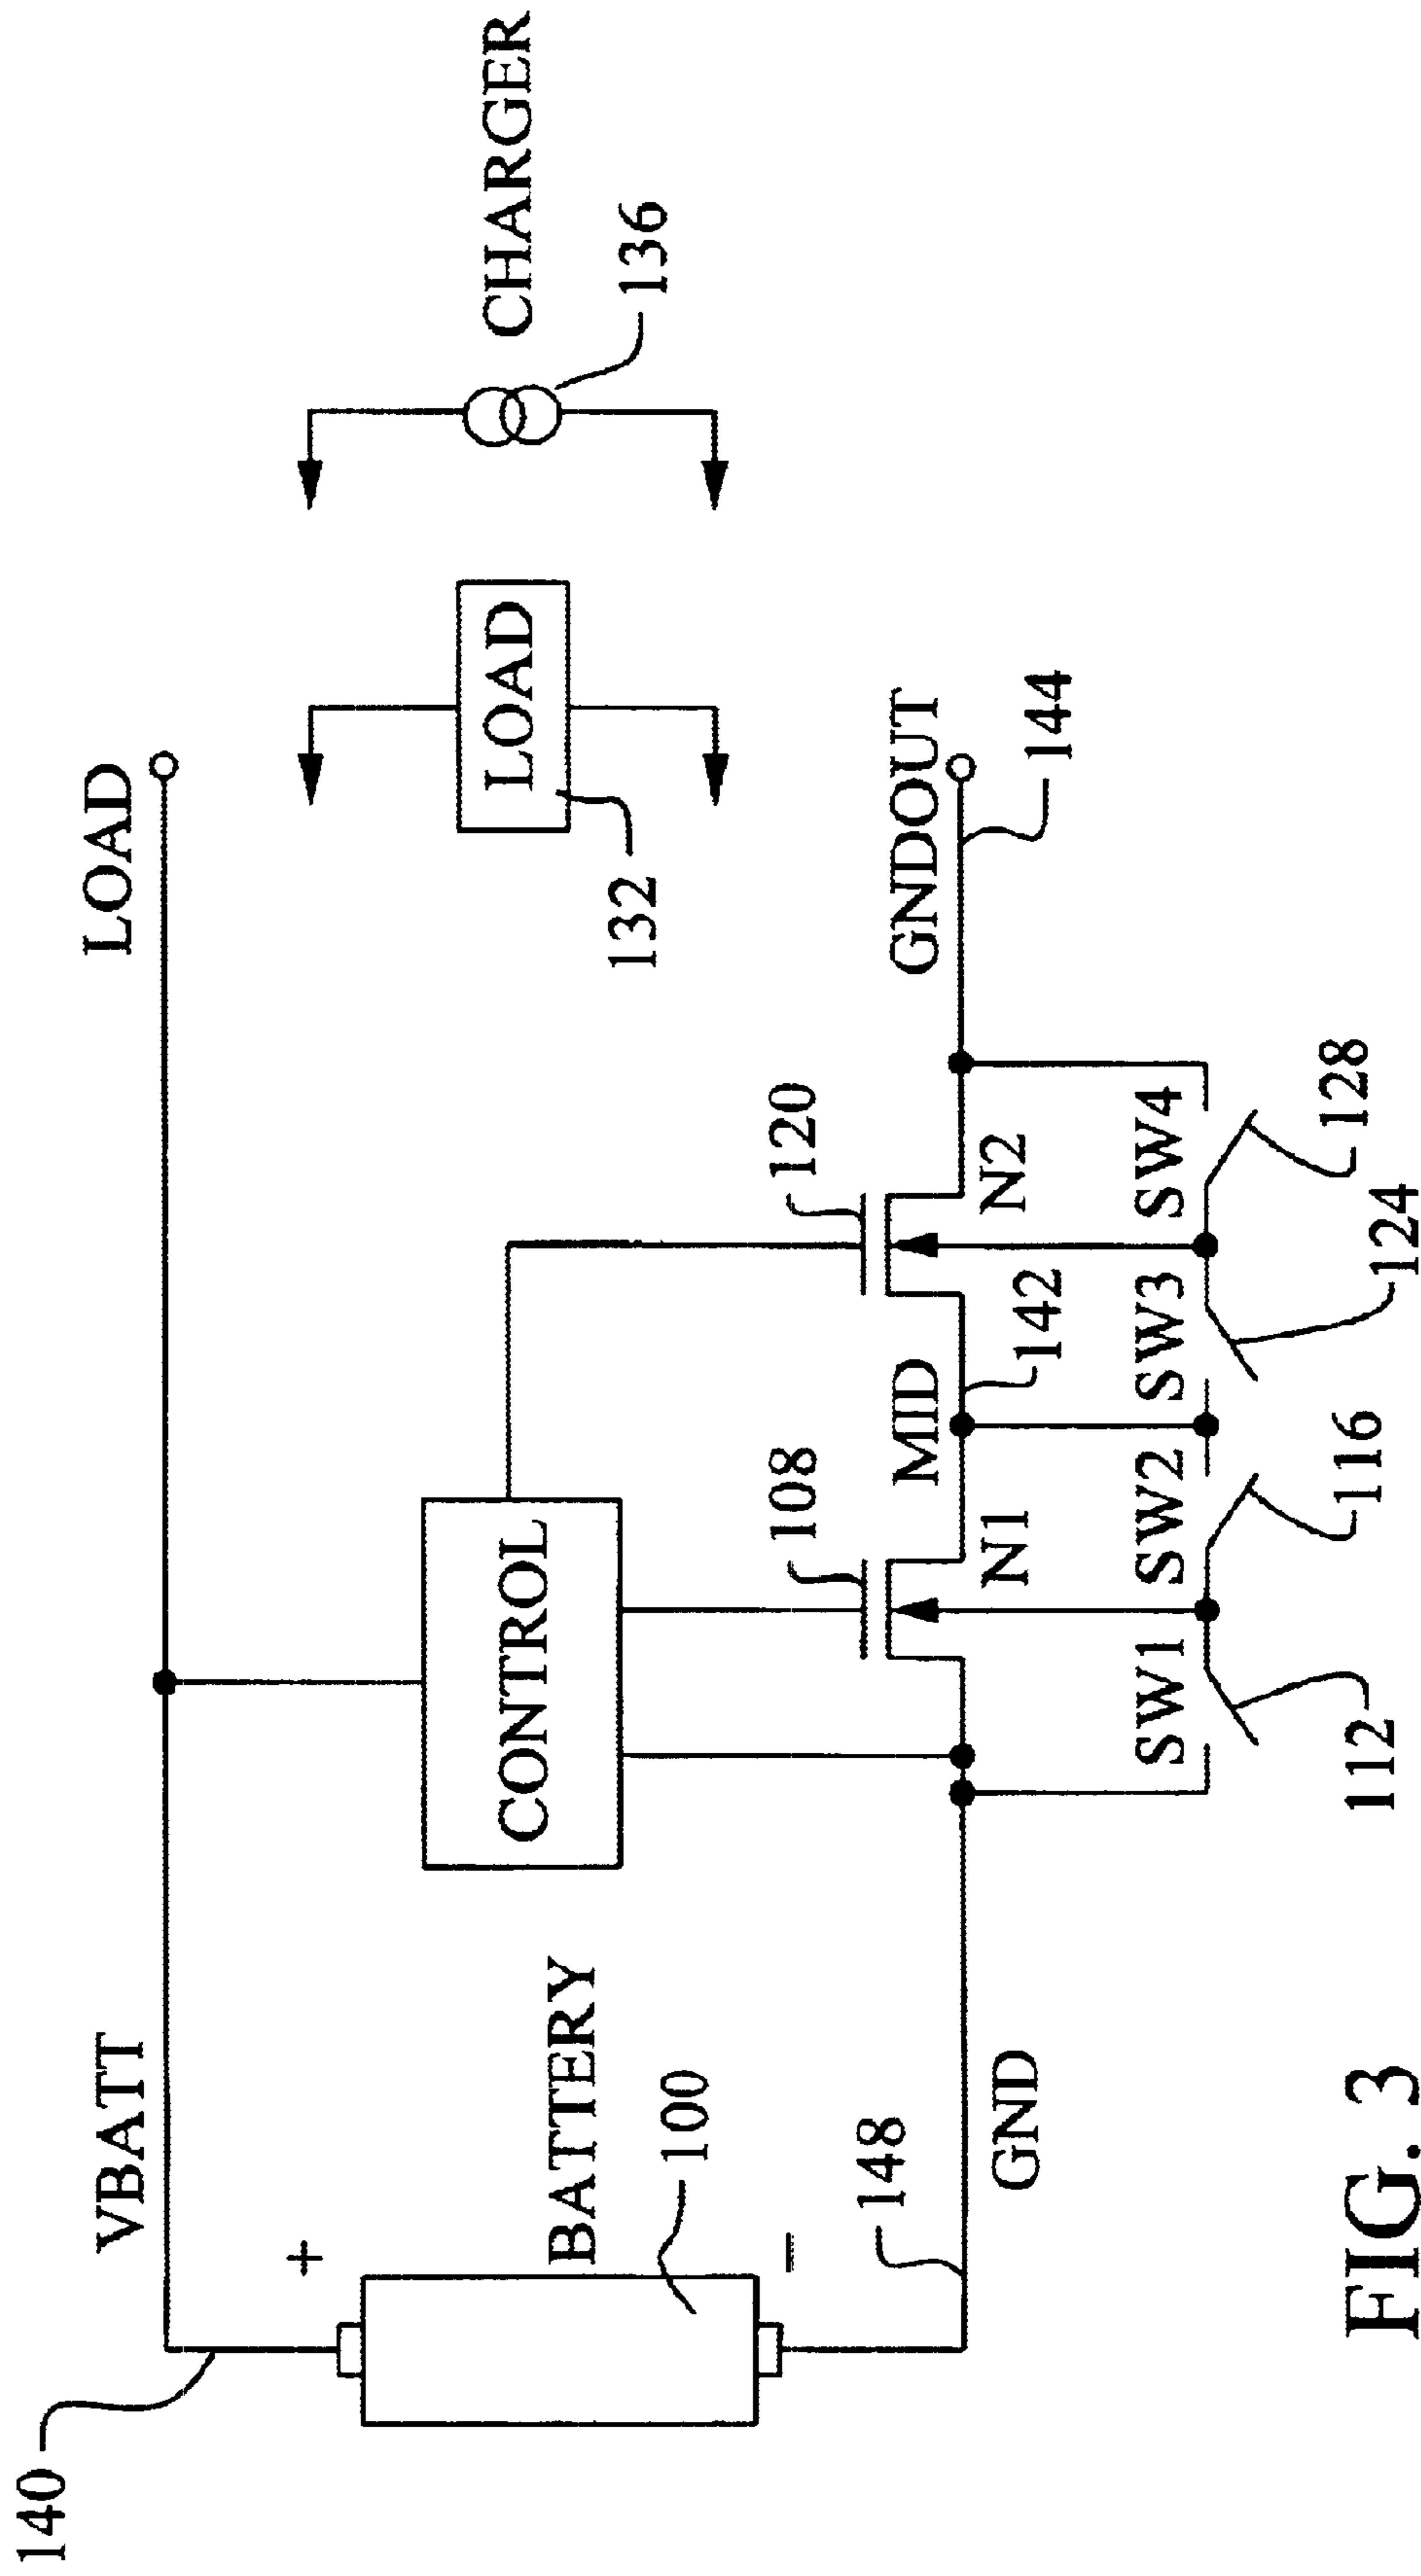 140
VBATT
LOAD
+
BATTERY
100
−
148
GND
CONTROL
108
N1
MID
142
120
N2
GNDOUT
144
LOAD
132
CHARGER
136
SW1
SW2
SW3
SW4
112
116
124
128
FIG. 3